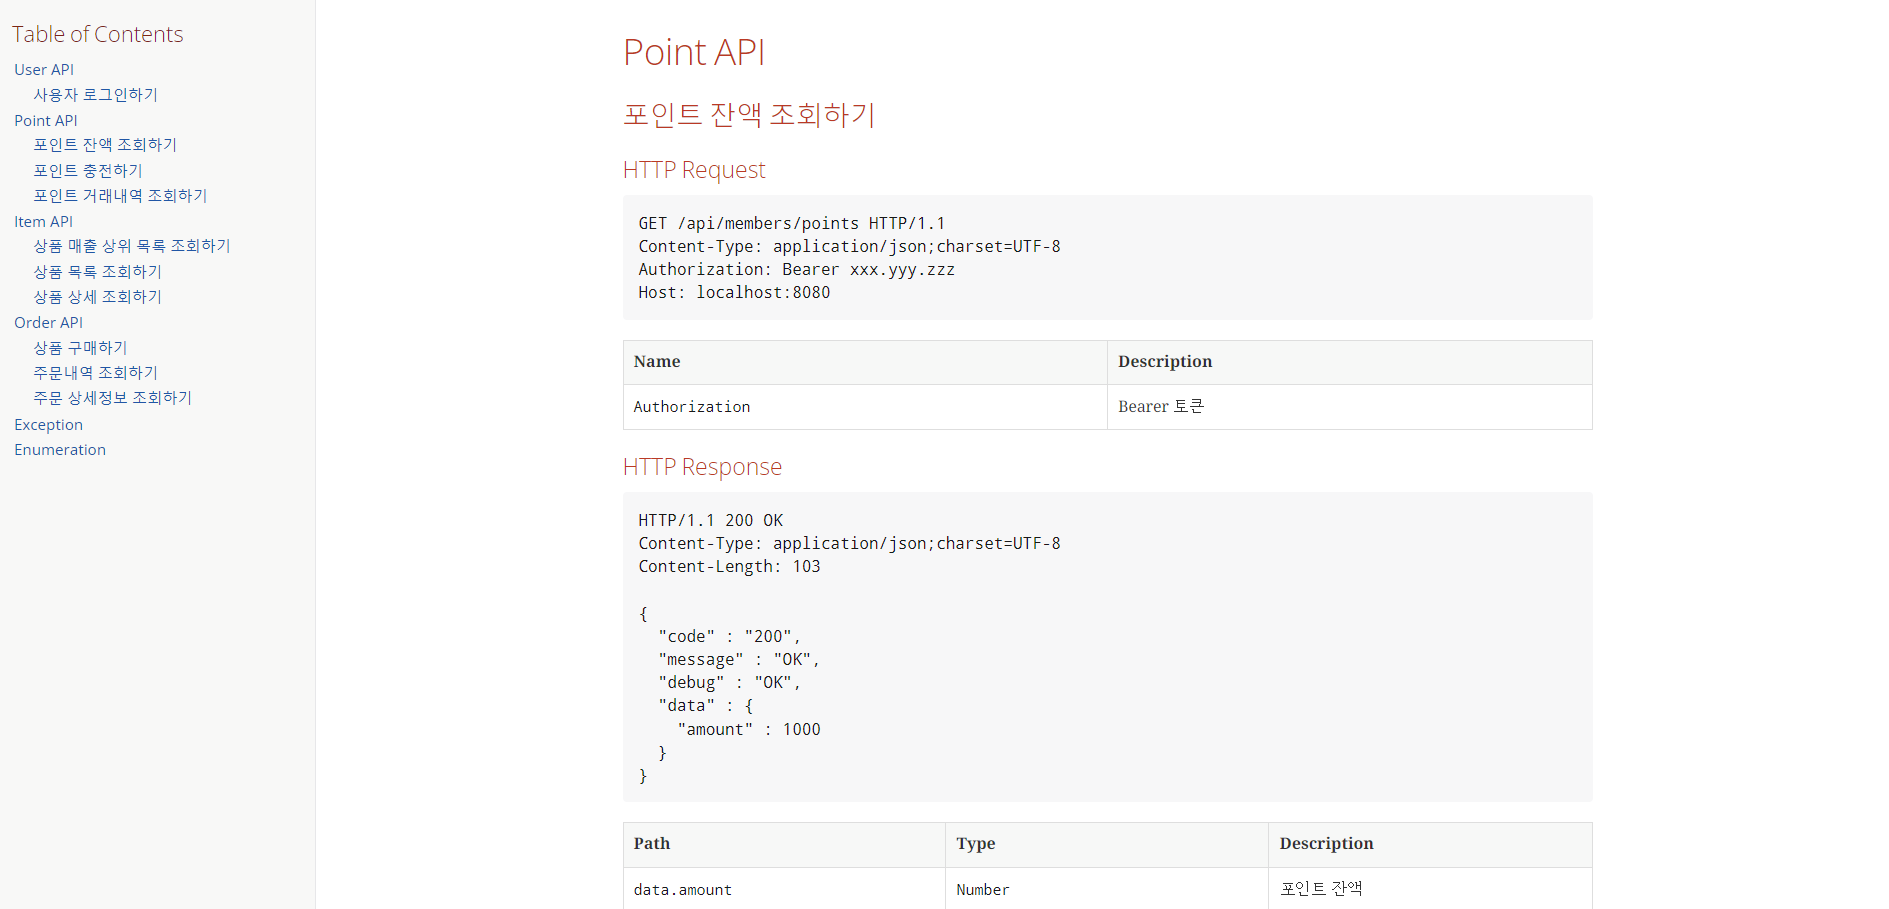 Table of Contents
User API
사용자 로그인하기
Point API
포인트 잔액 조회하기
포인트 충전하기
포인트 거래내역 조회하기
Item API
상품 매출 상위 목록 조회하기
상품 목록 조회하기
상품 상세 조회하기
Order API
상품 구매하기
주문내역 조회하기
주문 상세정보 조회하기
Exception
Enumeration
Point API
포인트 잔액 조회하기
HTTP Request
GET /api/members/points HTTP/1.1
Content-Type: application/json;charset=UTF-8
Authorization: Bearer xxx.yyy.zzz
Host: localhost:8080
Name Description
Authorization Bearer 토큰
HTTP Response
HTTP/1.1 200 OK
Content-Type: application/json;charset=UTF-8
Content-Length: 103
{
"code" : "200",
"message" : "OK",
"debug" : "OK",
"data" : {
"amount" : 1000
}
}
Path Type Description
data.amount Number 포인트 잔액